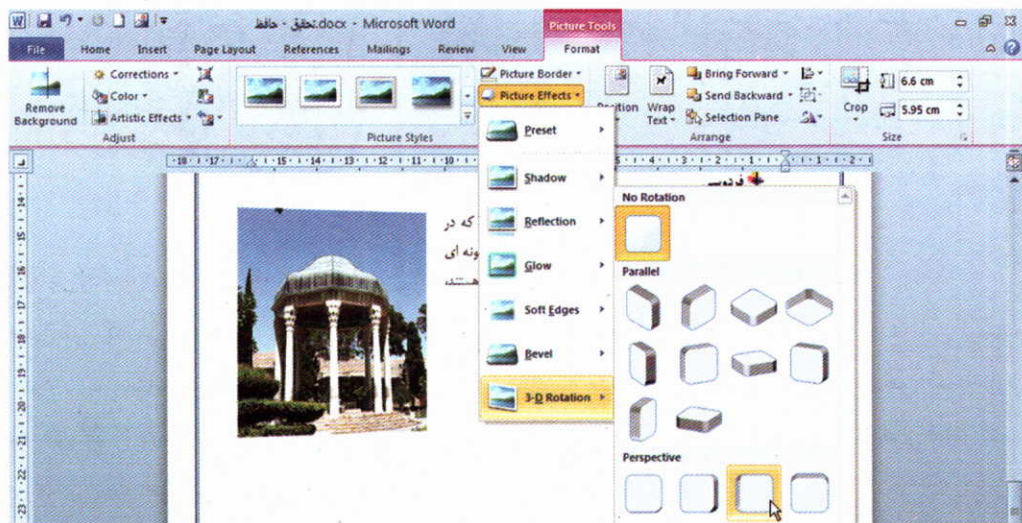 تحقیق - حافظ.docx - Microsoft Word
Picture Tools
File Home Insert Page Layout References Mailings Review View Format
Remove Background
Corrections
Color
Artistic Effects
Adjust
Picture Styles
Picture Border
Picture Effects
Position
Wrap Text
Bring Forward
Send Backward
Selection Pane
Arrange
Crop
6.6 cm
5.95 cm
Size
فردوسی
که در
ونه ای
هستند
Preset
Shadow
Reflection
Glow
Soft Edges
Bevel
3-D Rotation
No Rotation
Parallel
Perspective